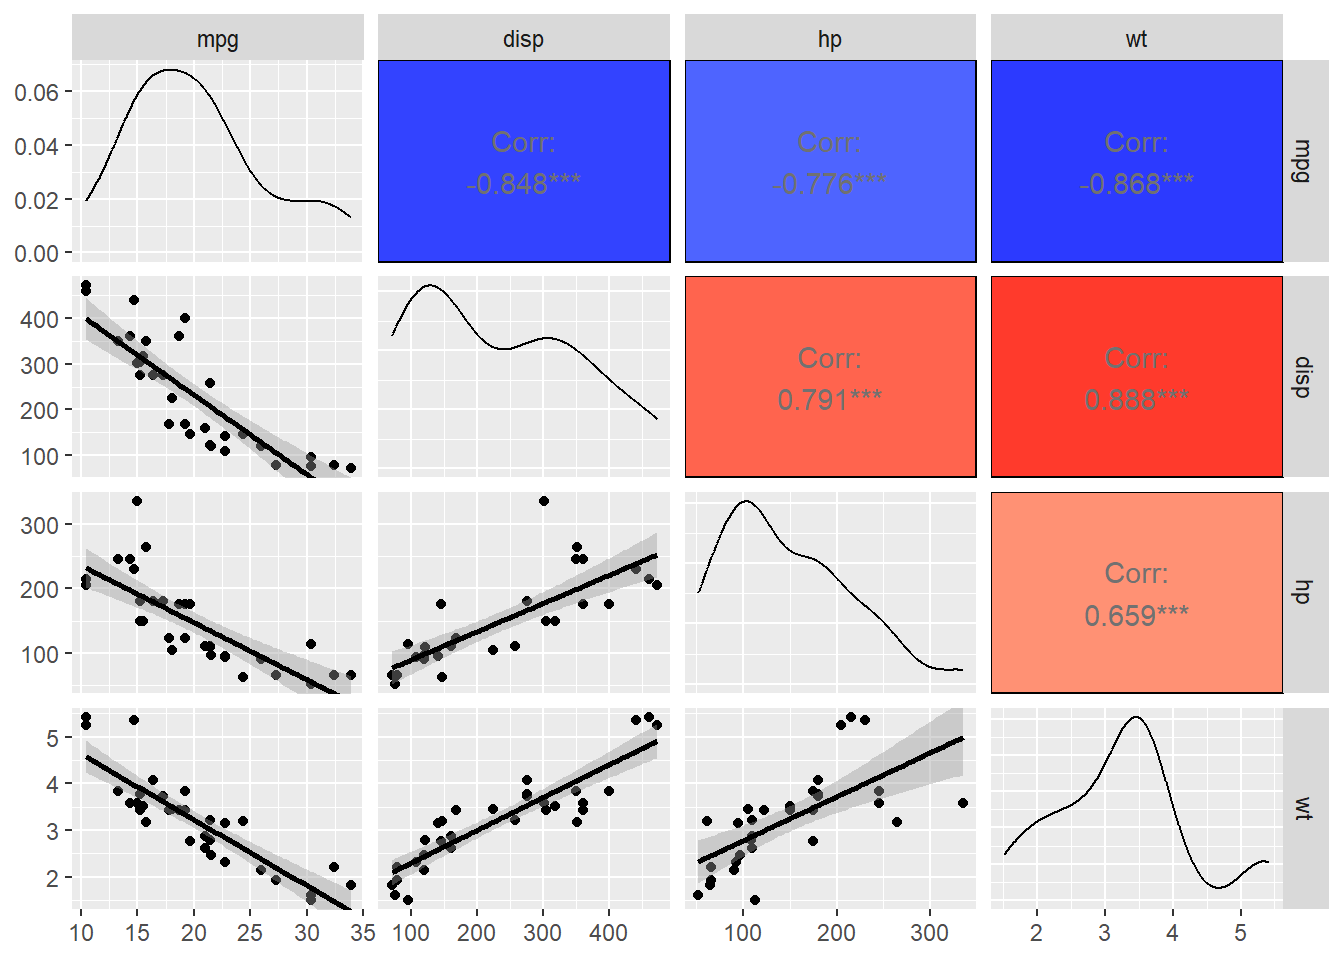 mpg disp hp wt
0.06
0.04
0.02
0.00
Corr:
-0.848***
Corr:
-0.776***
Corr:
-0.868***
mpg
400
300
200
100
Corr:
0.791***
Corr:
0.888***
disp
300
200
100
Corr:
0.659***
hp
5
4
3
2
wt
10 15 20 25 30 35 100 200 300 400 100 200 300 2 3 4 5